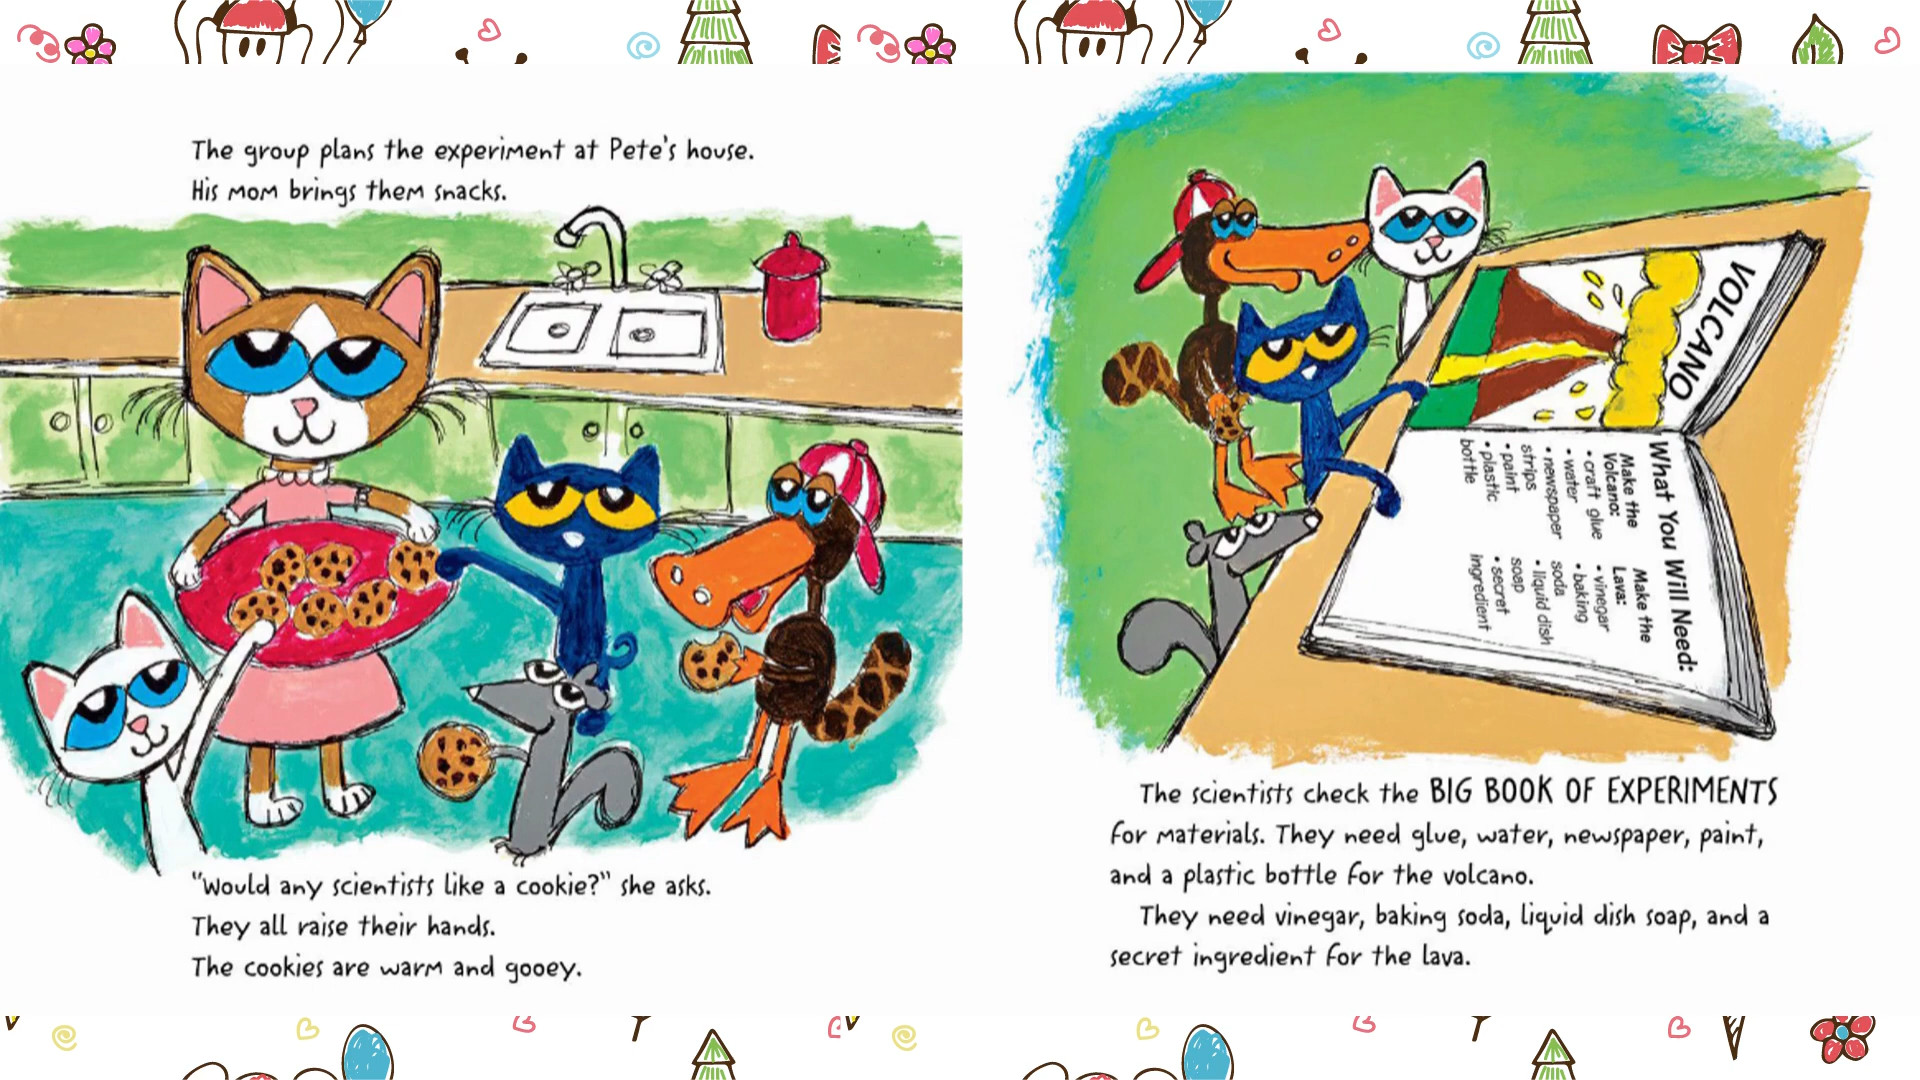 The group plans the experiment at Pete's house.
His mom brings them snacks.
"Would any scientists like a cookie?" she asks.
They all raise their hands.
The cookies are warm and gooey.
VOLCANO
What You Will Need:
Make the
Volcano:
• craft glue
• water
• newspaper
strips
• paint
• plastic
bottle
Make the
Lava:
• vinegar
• baking
soda
• liquid dish
soap
• secret
ingredient
The scientists check the BIG BOOK OF EXPERIMENTS
for materials. They need glue, water, newspaper, paint,
and a plastic bottle for the volcano.
They need vinegar, baking soda, liquid dish soap, and a
secret ingredient for the lava.